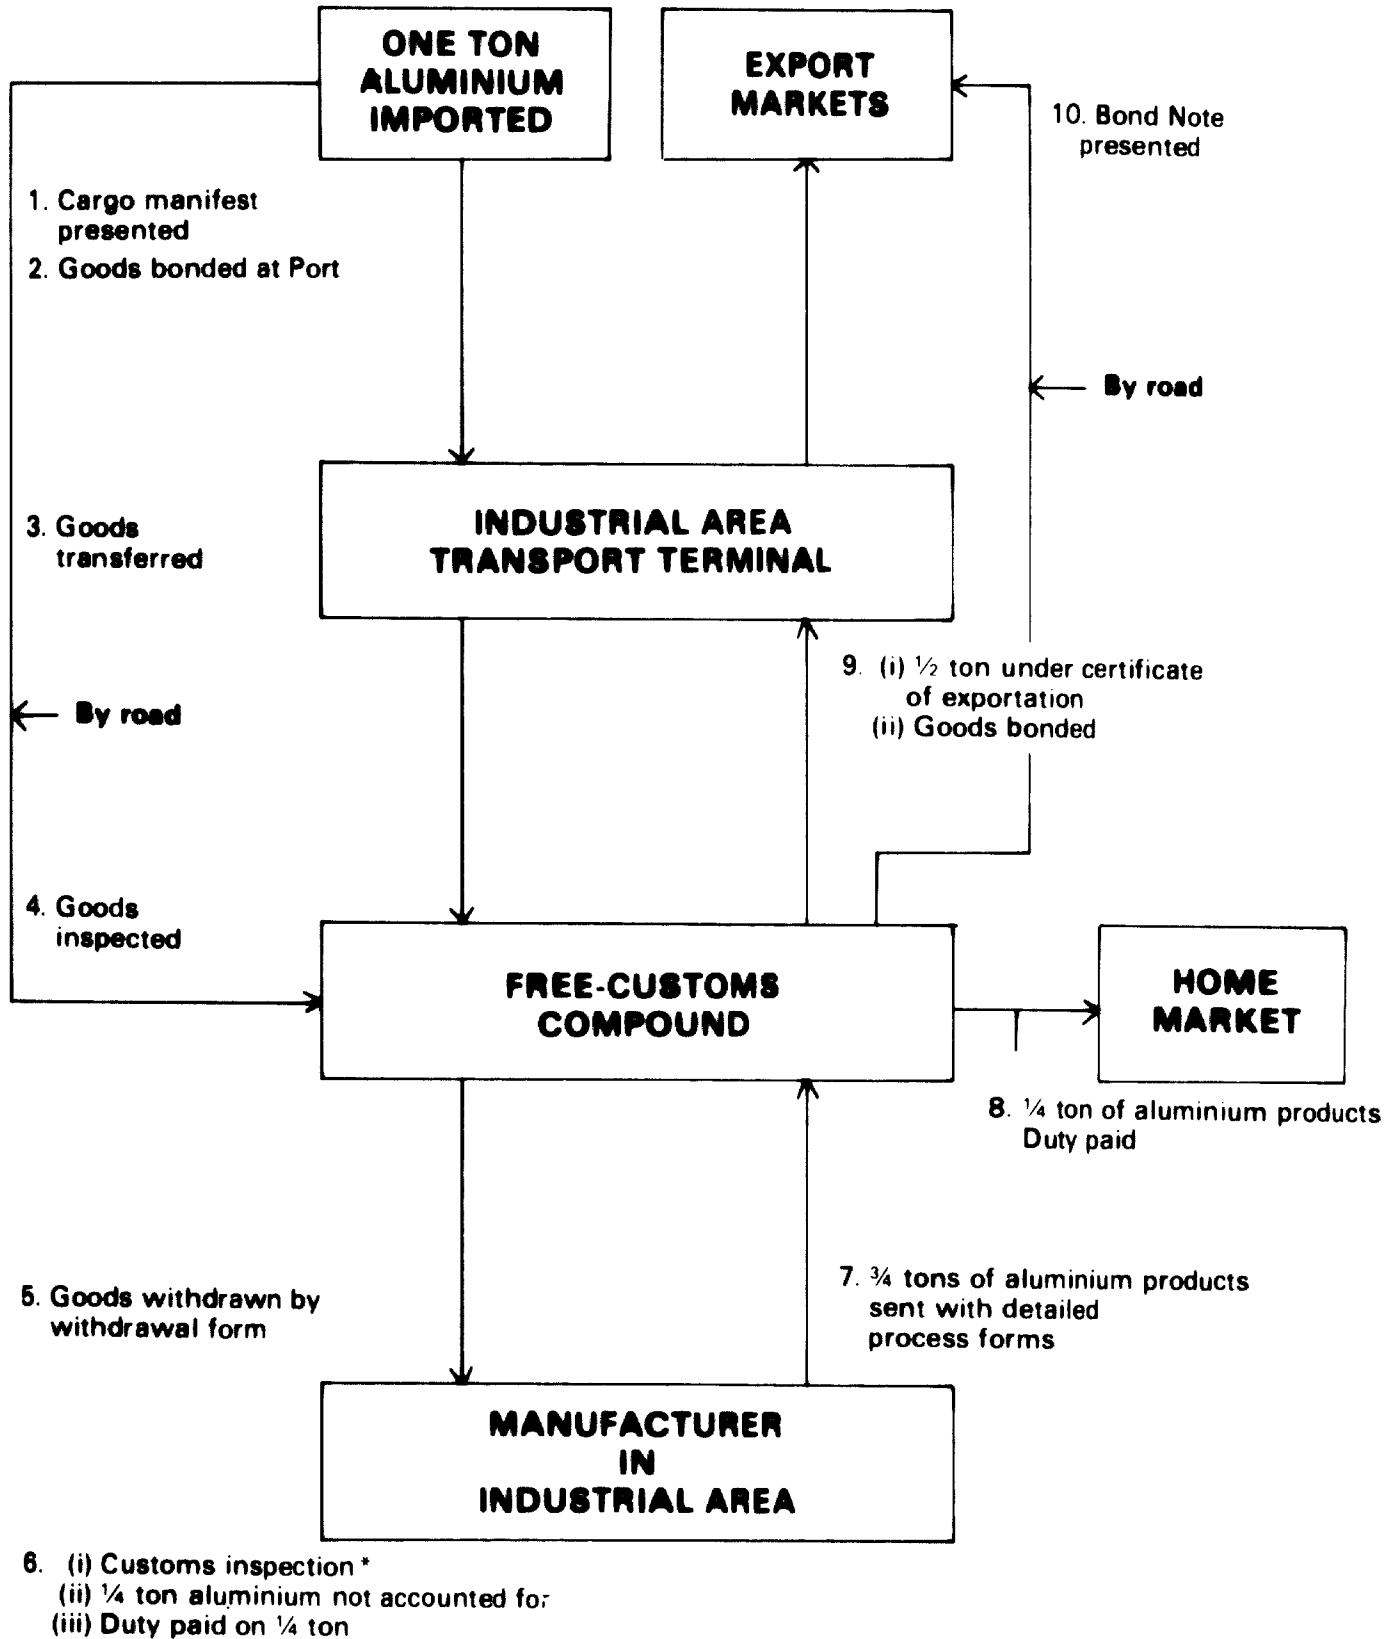 ONE TON
ALUMINIUM
IMPORTED
EXPORT
MARKETS
10. Bond Note
presented
1. Cargo manifest
presented
2. Goods bonded at Port
By road
3. Goods
transferred
INDUSTRIAL AREA
TRANSPORT TERMINAL
9. (i) ½ ton under certificate
of exportation
(ii) Goods bonded
By road
4. Goods
inspected
FREE-CUSTOMS
COMPOUND
HOME
MARKET
8. ¼ ton of aluminium products
Duty paid
5. Goods withdrawn by
withdrawal form
7. ¾ tons of aluminium products
sent with detailed
process forms
MANUFACTURER
IN
INDUSTRIAL AREA
6. (i) Customs inspection *
(ii) ¼ ton aluminium not accounted for
(iii) Duty paid on ¼ ton